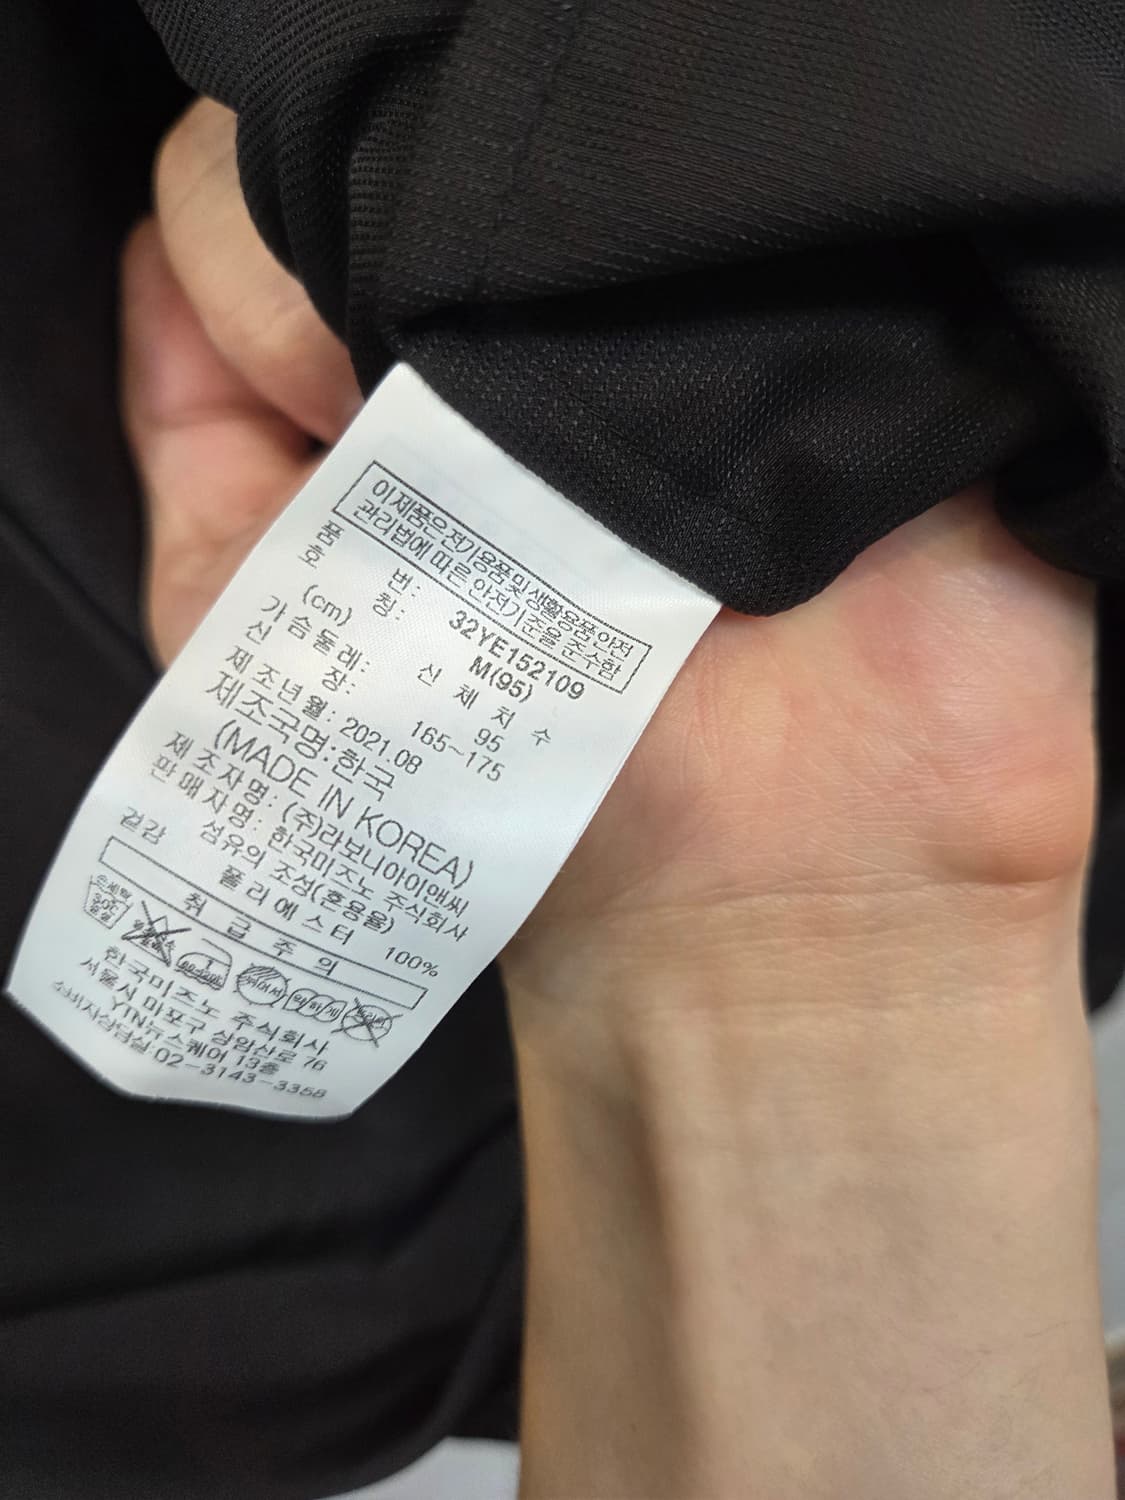 이 제품은 전기용품 및 생활용품 안전
관리법에 따른 안전기준을 준수함
품 번: 32YE152109
호 칭: M(95)
(cm) 신 체 치 수
가 슴 둘 레: 95
신 장: 165~175
제 조 년 월: 2021.08
제조국명: 한국
(MADE IN KOREA)
제 조 자 명: (주)라보니아이앤씨
판 매 자 명: 한국미즈노 주식회사
섬유의 조성(혼용율)
겉감 폴 리 에 스 터 100%
취 급 주 의
한국미즈노 주식회사
서울시 마포구 상암산로 76
YTN뉴스퀘어 13층
소비자상담실:02-3143-3358